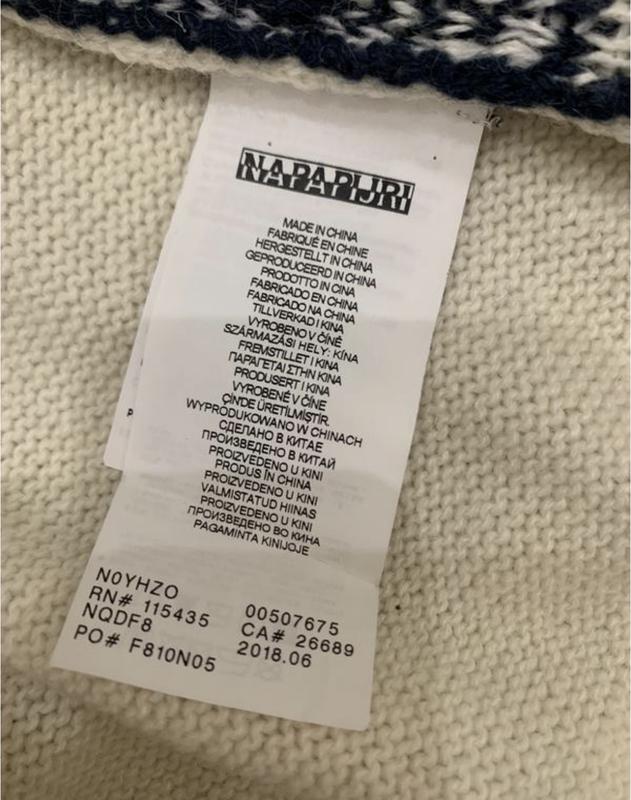 NAPAPIJRI
MADE IN CHINA
FABRIQUÉ EN CHINE
HERGESTELLT IN CHINA
GEPRODUCEERD IN CHINA
PRODOTTO IN CINA
FABRICADO EN CHINA
FABRICADO NA CHINA
TILLVERKAD I KINA
VYROBENO V ČÍNĚ
SZÁRMAZÁSI HELY: KÍNA
FREMSTILLET I KINA
ΠΑΡΑΓΕΤΑΙ ΣΤΗΝ ΚΙΝΑ
PRODUSERT I KINA
VYROBENÉ V ČÍNE
ÇİN'DE ÜRETİLMİŞTİR.
WYPRODUKOWANO W CHINACH
СДЕЛАНО В КИТАЕ
ПРОИЗВЕДЕНО В КИТАЙ
PROIZVEDENO U KINI
PRODUS ÎN CHINA
PROIZVEDENO U KINI
VALMISTATUD HIINAS
PROIZVEDENO U KINI
ПРОИЗВЕДЕНО ВО КИНА
PAGAMINTA KINIJOJE
N0YHZO 00507675
RN# 115435 CA# 26689
NQDF8 2018.06
PO# F810N05